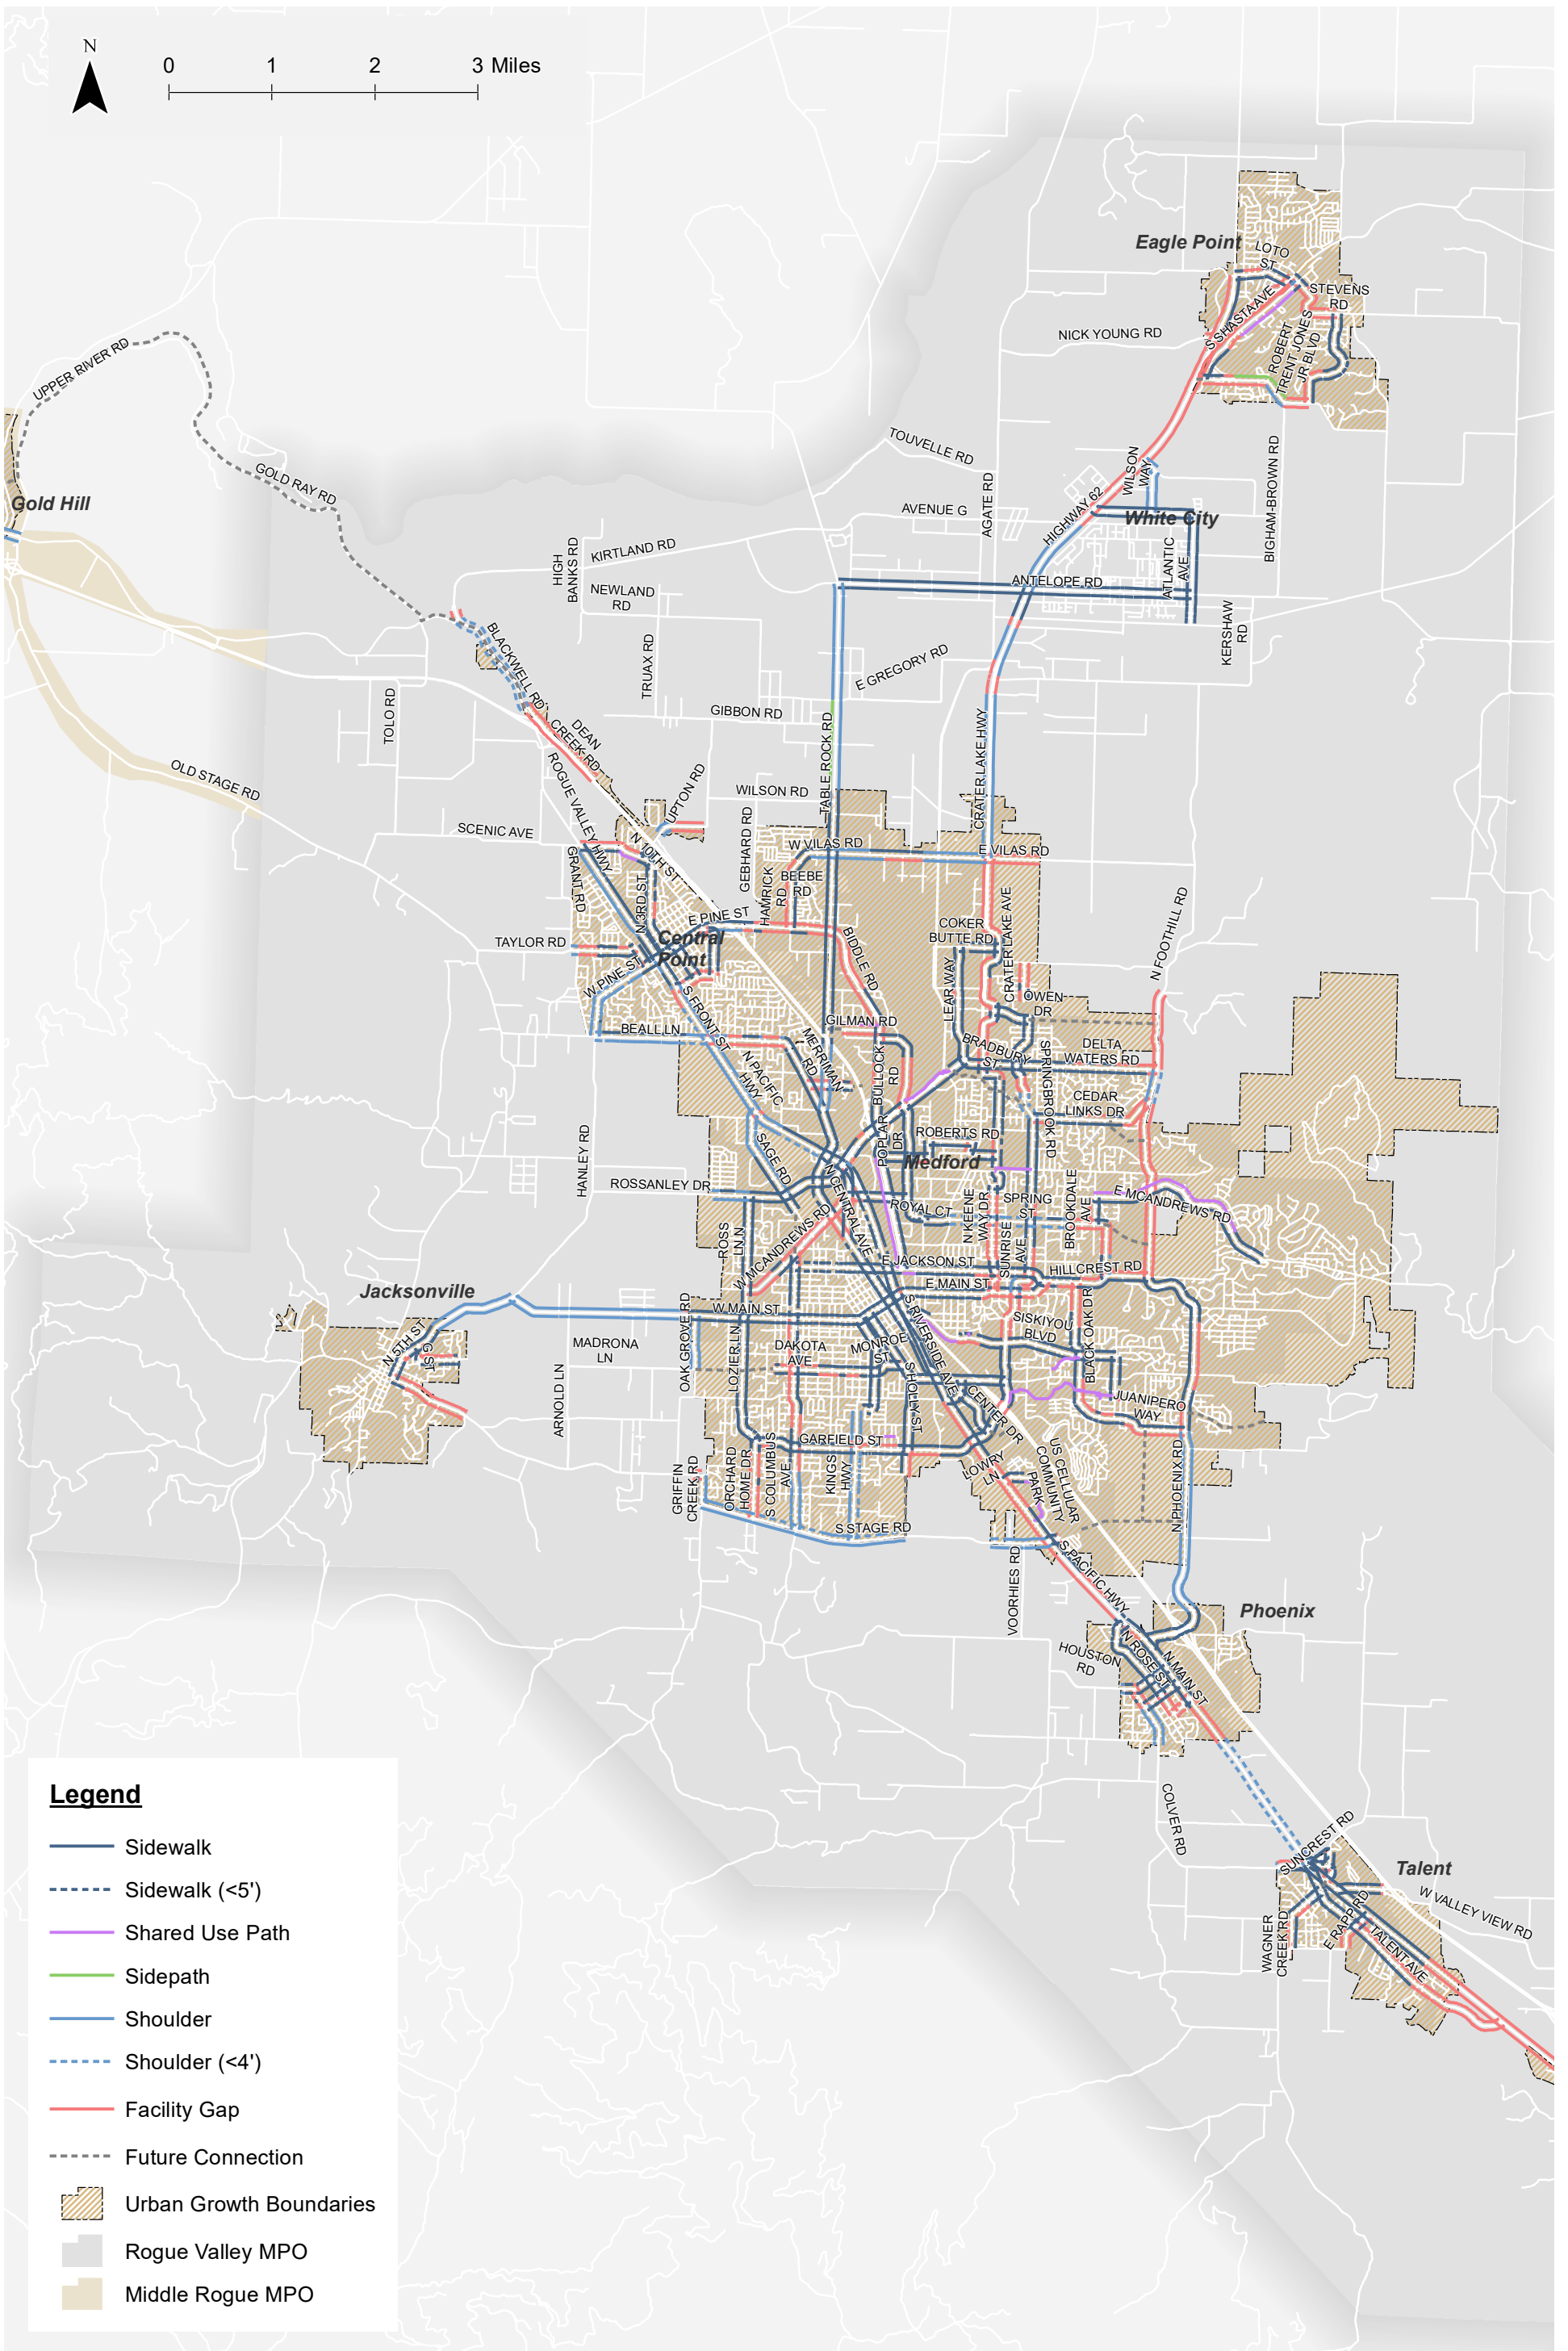 N
0 1 2 3 Miles
Eagle Point
LOTO
ST
STEVENS
RD
S SHASTA AVE
ROBERT
TRENT JONES
JR BLVD
NICK YOUNG RD
UPPER RIVER RD
TOUVELLE RD
WILSON
WAY
BIGHAM-BROWN RD
GOLD RAY RD
Gold Hill
AGATE RD
HIGHWAY 62
AVENUE G
White City
HIGH
BANKS RD
KIRTLAND RD
ATLANTIC
AVE
ANTELOPE RD
NEWLAND
RD
KERSHAW
RD
BLACKWELL RD
TRUAX RD
E GREGORY RD
TOLO RD
GIBBON RD
DEAN
CREEK RD
TABLE ROCK RD
CRATER LAKE HWY
OLD STAGE RD
ROGUE VALLEY HWY
UPTON RD
WILSON RD
SCENIC AVE
N 10TH ST
GEBHARD RD
W VILAS RD
E VILAS RD
GRANT RD
HAMRICK
RD
BEEBE
RD
N 3RD ST
E PINE ST
CRATER LAKE AVE
N FOOTHILL RD
COKER
BUTTE RD
TAYLOR RD
Central
Point
BIDDLE RD
W PINE ST
LEAR WAY
OWEN
DR
S FRONT ST
BEALL LN
GILMAN RD
MERRIMAN
RD
BRADBURY
ST
DELTA
WATERS RD
N PACIFIC
HWY
BULLOCK
RD
SPRINGBROOK RD
CEDAR
LINKS DR
HANLEY RD
SAGE RD
POPLAR
DR
ROBERTS RD
Medford
ROSSANLEY DR
N CENTRAL AVE
ROYAL CT
N KEENE
WAY DR
SPRING
ST
BROOKDALE
AVE
E MCANDREWS RD
ROSS
LN N
W MCANDREWS RD
SUNRISE
AVE
E JACKSON ST
HILLCREST RD
Jacksonville
E MAIN ST
OAK GROVE RD
W MAIN ST
S RIVERSIDE AVE
SISKIYOU
BLVD
BLACK OAK DR
N 5TH ST
G ST
MADRONA
LN
LOZIER LN
DAKOTA
AVE
MONROE
ST
ARNOLD LN
S HOLLY ST
CENTER DR
JUANIPERO
WAY
GARFIELD ST
GRIFFIN
CREEK RD
ORCHARD
HOME DR
S COLUMBUS
AVE
KINGS
HWY
LOWRY
LN
US CELLULAR
COMMUNITY
PARK
N PHOENIX RD
S STAGE RD
VOORHIES RD
S PACIFIC HWY
Phoenix
HOUSTON
RD
N ROSE ST
N MAIN ST
COLVER RD
SUNCREST RD
Talent
W VALLEY VIEW RD
WAGNER
CREEK RD
E RAPP RD
TALENT AVE
Legend
Sidewalk
Sidewalk (<5')
Shared Use Path
Sidepath
Shoulder
Shoulder (<4')
Facility Gap
Future Connection
Urban Growth Boundaries
Rogue Valley MPO
Middle Rogue MPO